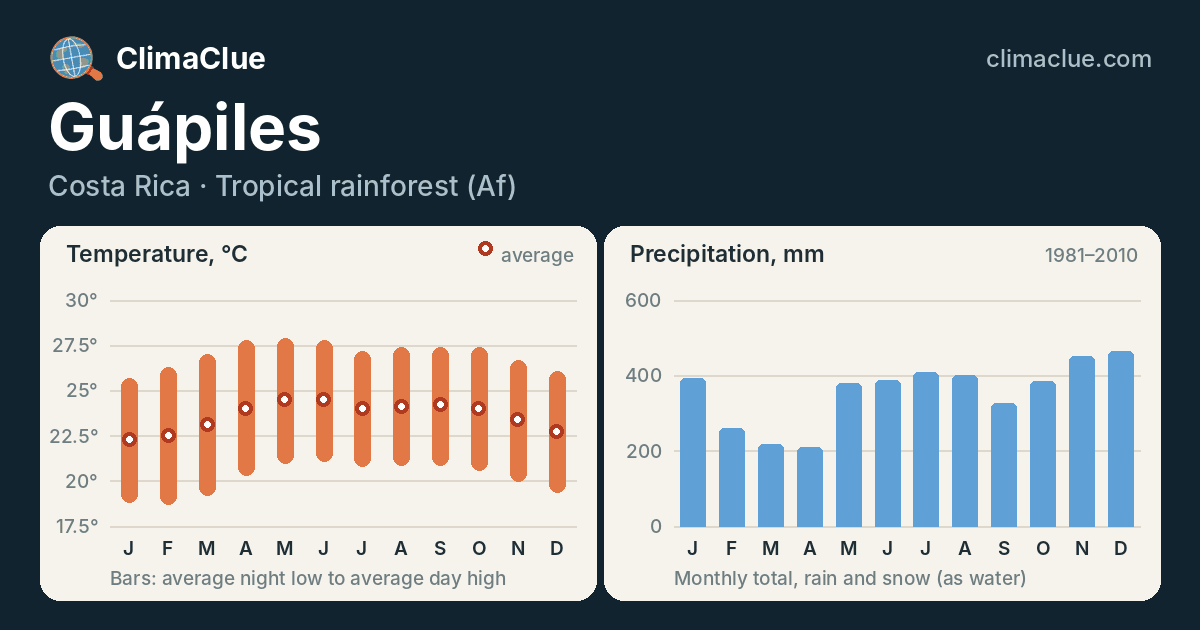 ClimaClue
climaclue.com
Guápiles
Costa Rica · Tropical rainforest (Af)
Temperature, °C
average
30°
27.5°
25°
22.5°
20°
17.5°
J F M A M J J A S O N D
Bars: average night low to average day high
Precipitation, mm
1981–2010
600
400
200
0
J F M A M J J A S O N D
Monthly total, rain and snow (as water)